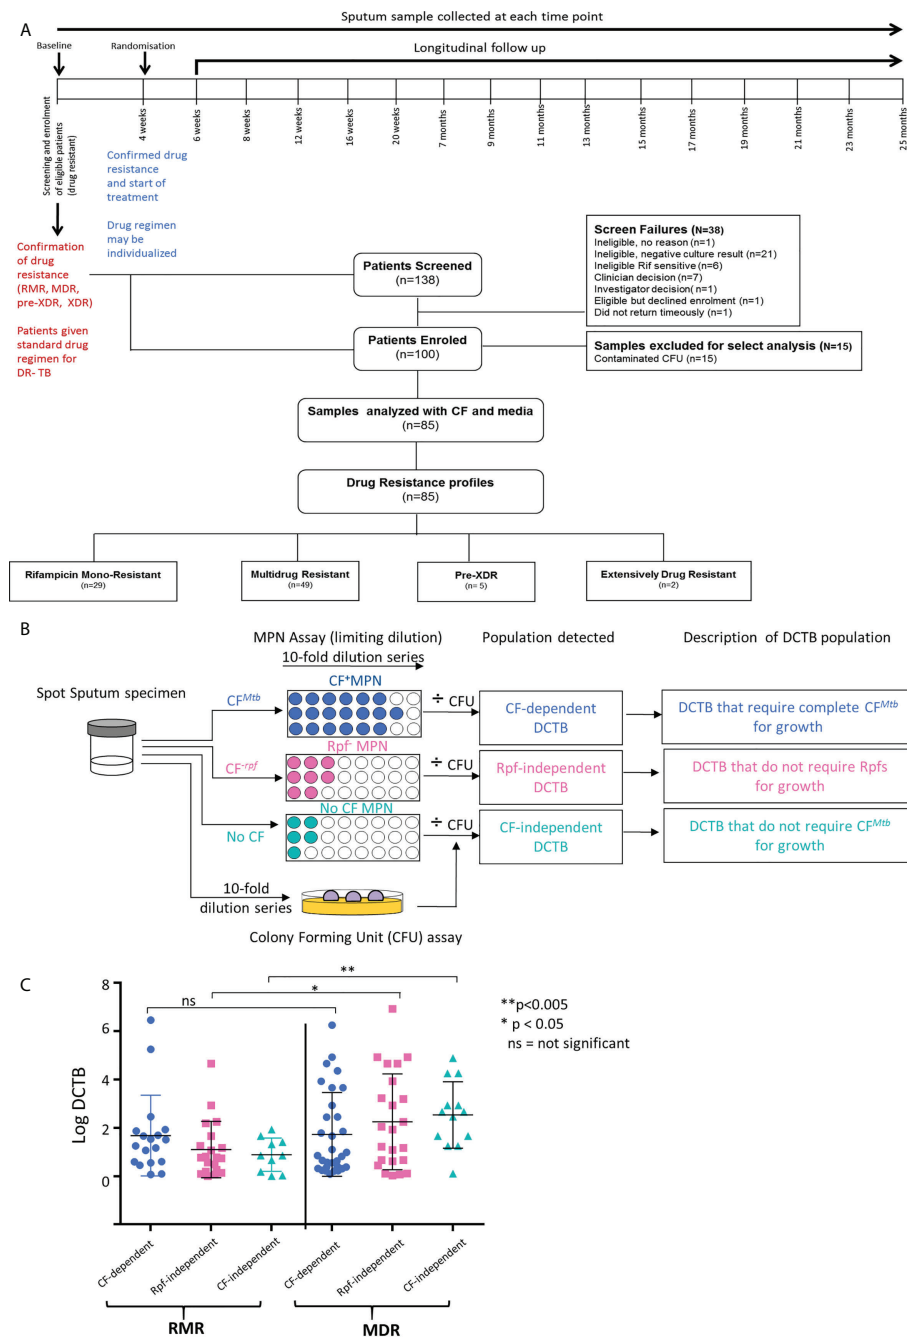 A
Sputum sample collected at each time point
Baseline
Randomisation
Longitudinal follow up
4 weeks
6 weeks
8 weeks
12 weeks
16 weeks
20 weeks
7 months
9 months
11 months
13 months
15 months
17 months
19 months
21 months
23 months
25 months
Screening and enrolment
of eligible patients
(drug resistant)
Confirmed drug
resistance
and start of
treatment
Drug regimen
may be
individualized
Confirmation
of drug
resistance
(RMR, MDR,
pre-XDR, XDR)
Patients given
standard drug
regimen for
DR- TB
Patients Screened
(n=138)
Screen Failures (N=38)
Ineligible, no reason (n=1)
Ineligible, negative culture result (n=21)
Ineligible Rif sensitive (n=6)
Clinician decision (n=7)
Investigator decision( n=1)
Eligible but declined enrolment (n=1)
Did not return timeously (n=1)
Patients Enroled
(n=100)
Samples excluded for select analysis (N=15)
Contaminated CFU (n=15)
Samples analyzed with CF and media
(n=85)
Drug Resistance profiles
(n=85)
Rifampicin Mono-Resistant
(n=29)
Multidrug Resistant
(n=49)
Pre-XDR
(n= 5)
Extensively Drug Resistant
(n=2)
B
MPN Assay (limiting dilution)
10-fold dilution series
Population detected
Description of DCTB population
Spot Sputum specimen
CF⁺MPN
CFᴹᵗᵇ
÷ CFU
CF-dependent
DCTB
DCTB that require complete CFᴹᵗᵇ
for growth
Rpf⁻ MPN
CF⁻ʳᵖᶠ
÷ CFU
Rpf-independent
DCTB
DCTB that do not require Rpfs
for growth
No CF MPN
No CF
÷ CFU
CF-independent
DCTB
DCTB that do not require CFᴹᵗᵇ
for growth
10-fold
dilution series
Colony Forming Unit (CFU) assay
C
8
6
4
2
0
Log DCTB
ns
*
**
**p<0.005
* p < 0.05
ns = not significant
CF-dependent
Rpf-independent
CF-independent
CF-dependent
Rpf-independent
CF-independent
RMR
MDR